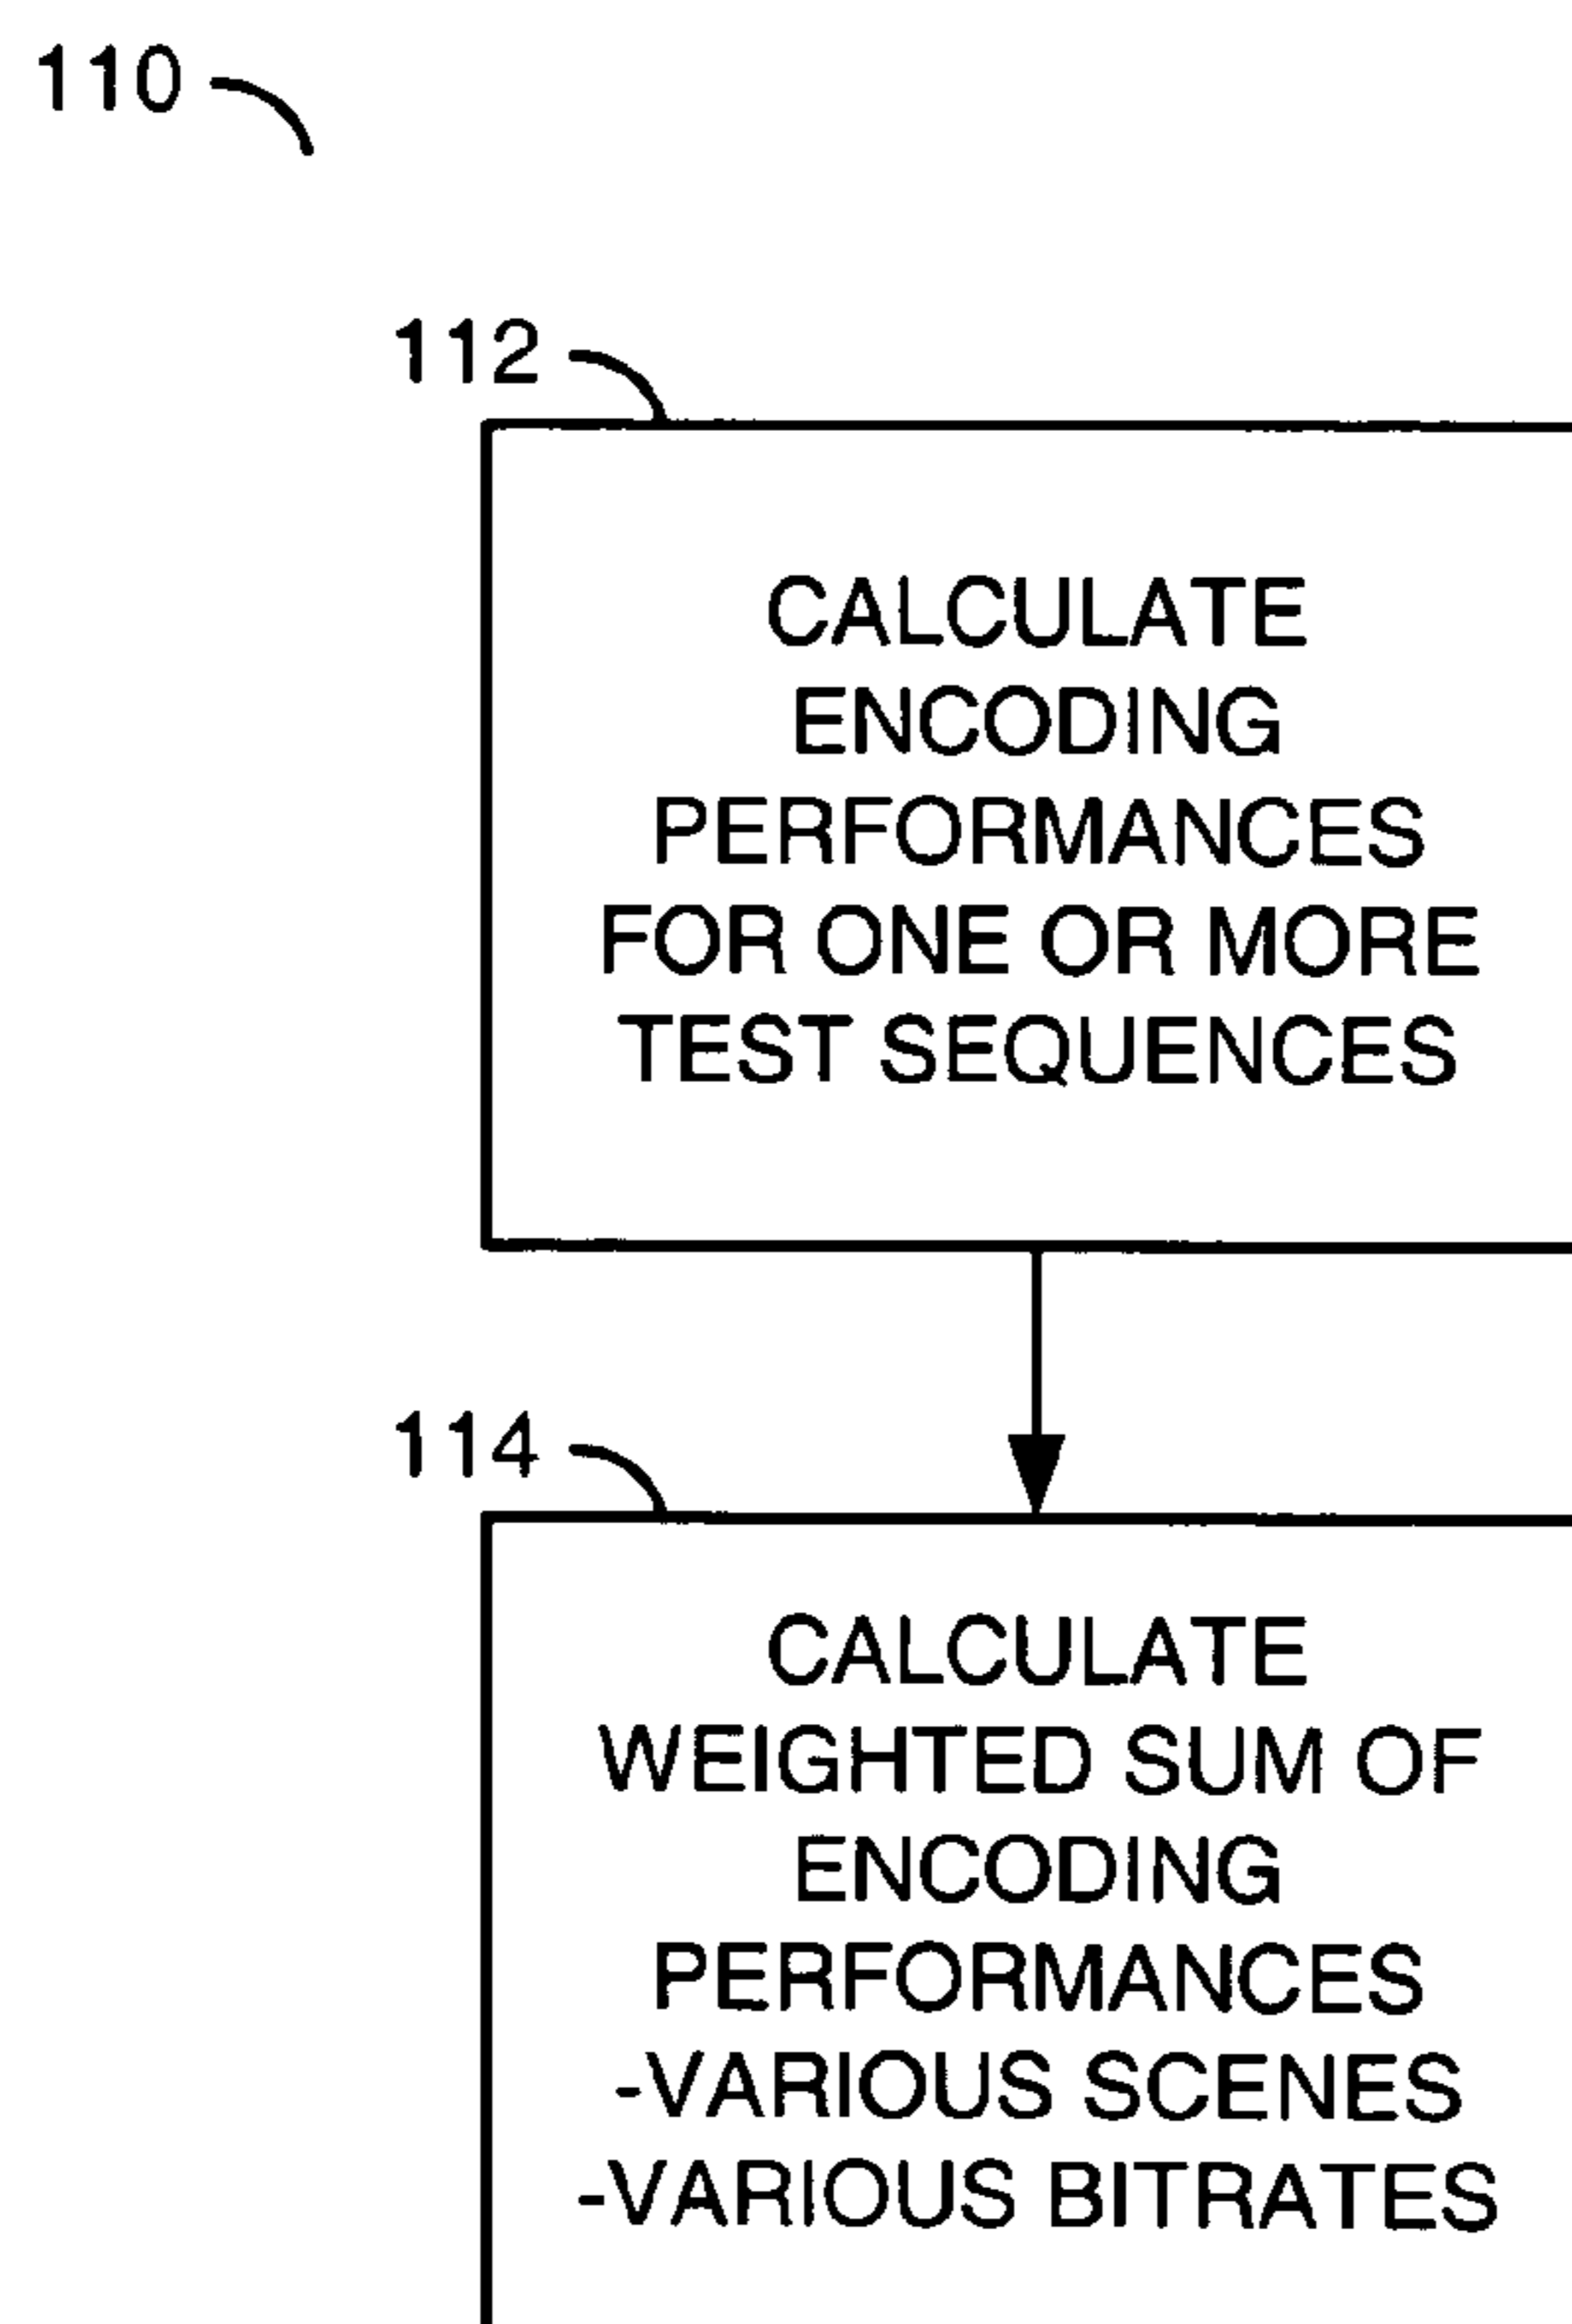 110
112
CALCULATE
ENCODING
PERFORMANCES
FOR ONE OR MORE
TEST SEQUENCES
114
CALCULATE
WEIGHTED SUM OF
ENCODING
PERFORMANCES
-VARIOUS SCENES
-VARIOUS BITRATES